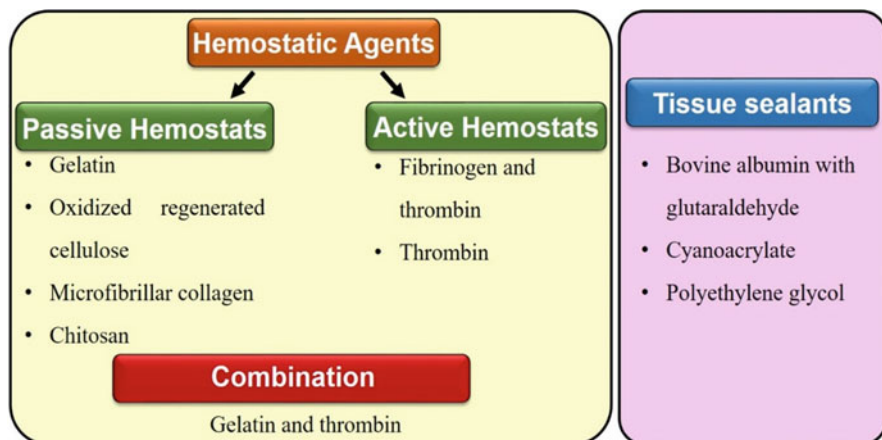 Hemostatic Agents
Passive Hemostats
• Gelatin
• Oxidized regenerated
cellulose
• Microfibrillar collagen
• Chitosan
Active Hemostats
• Fibrinogen and
thrombin
• Thrombin
Combination
Gelatin and thrombin
Tissue sealants
• Bovine albumin with
glutaraldehyde
• Cyanoacrylate
• Polyethylene glycol